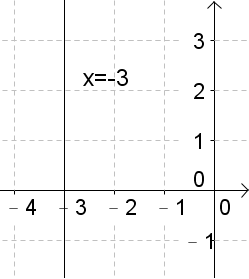 3
x=-3
2
1
0
– 4 – 3 – 2 – 1 0
– 1